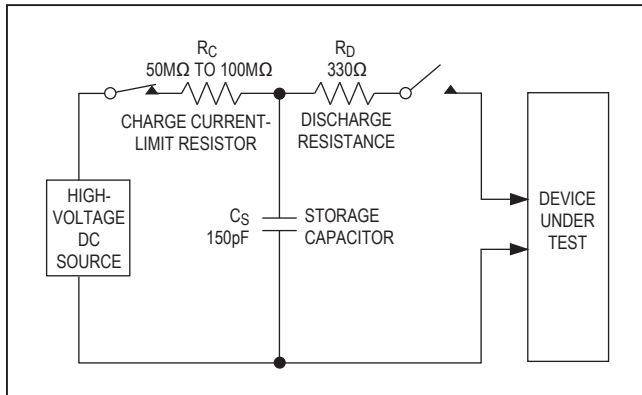 R_C
50MΩ TO 100MΩ
CHARGE CURRENT-
LIMIT RESISTOR
R_D
330Ω
DISCHARGE
RESISTANCE
HIGH-
VOLTAGE
DC
SOURCE
C_S
150pF
STORAGE
CAPACITOR
DEVICE
UNDER
TEST